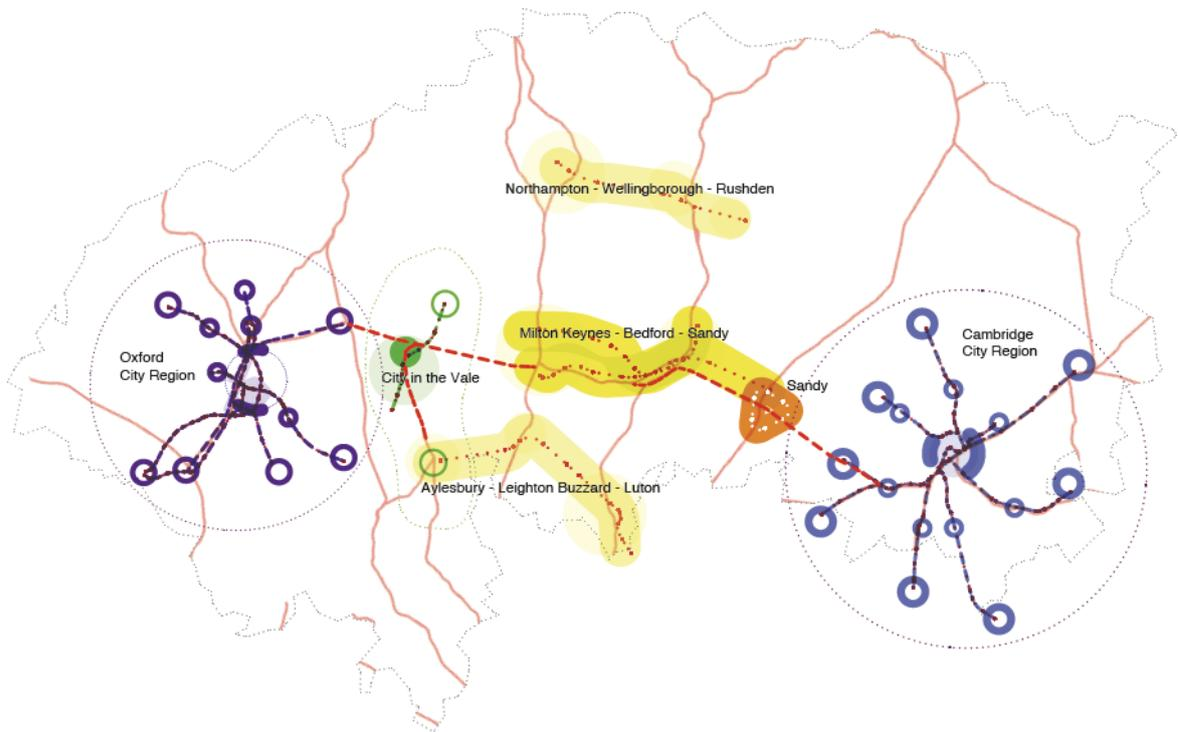 Northampton - Wellingborough - Rushden
Milton Keynes - Bedford - Sandy
Cambridge
City Region
Oxford
City Region
City in the Vale
Sandy
Aylesbury - Leighton Buzzard - Luton